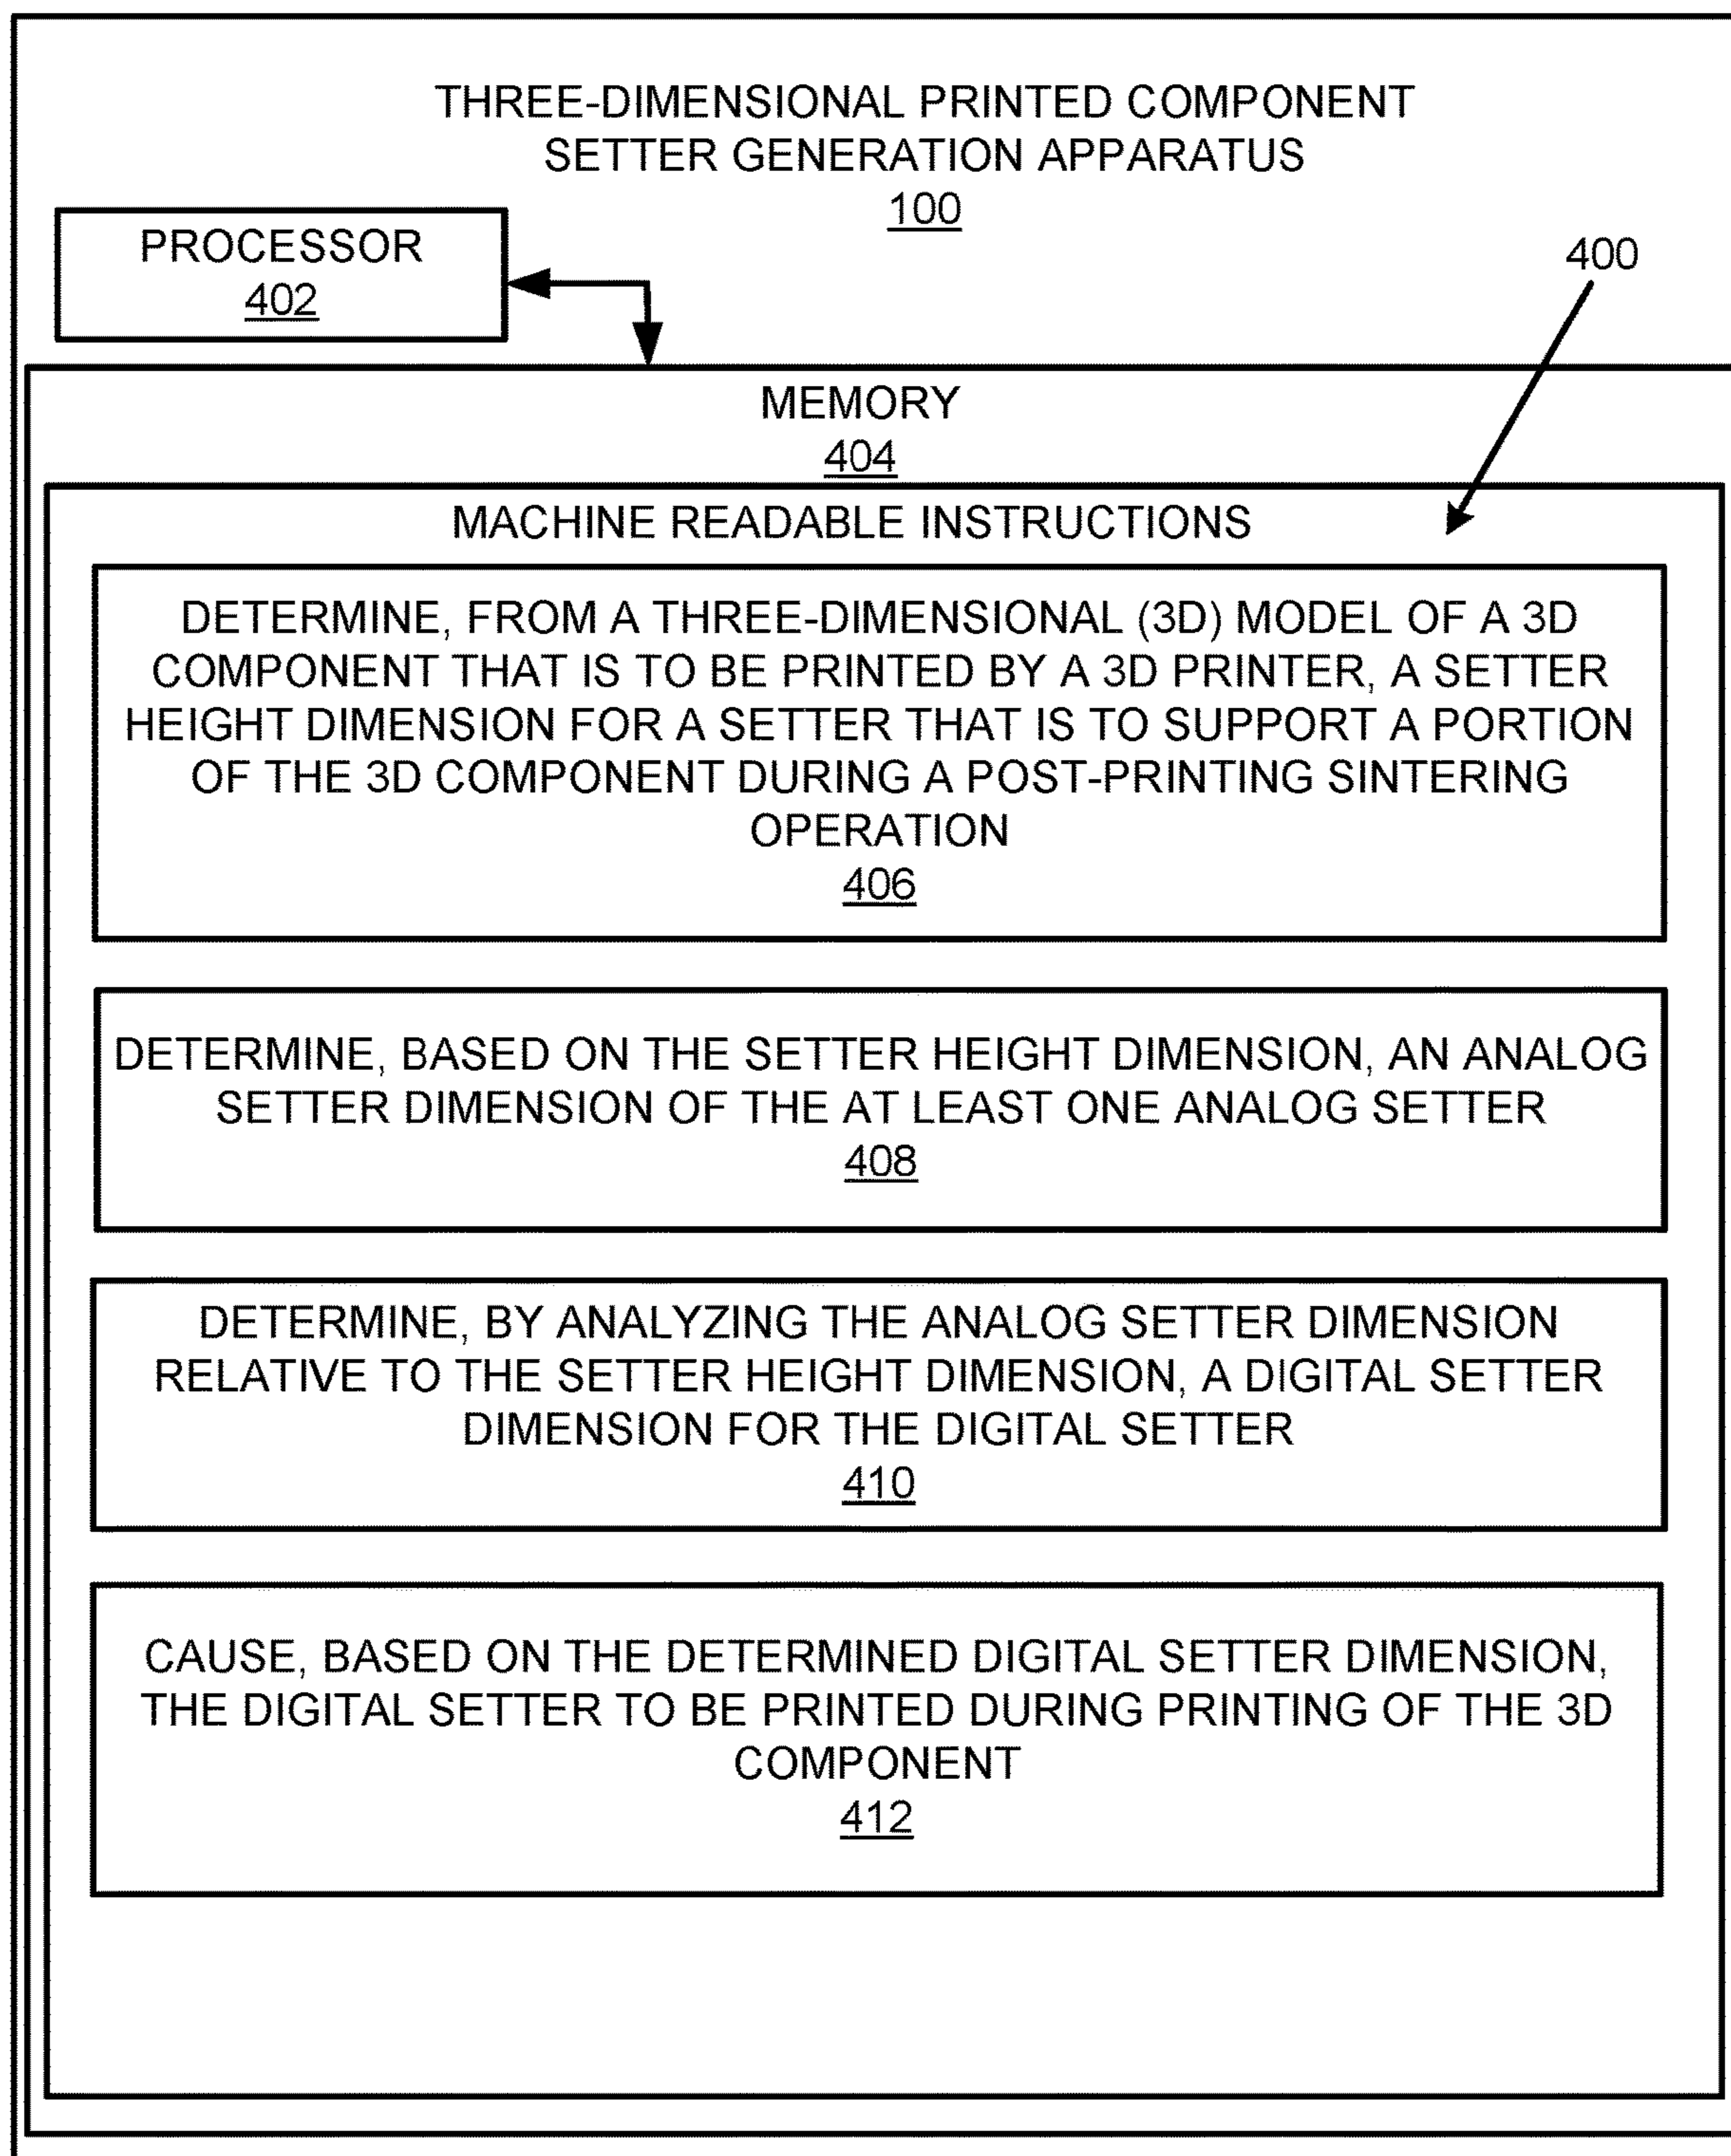 THREE-DIMENSIONAL PRINTED COMPONENT
SETTER GENERATION APPARATUS
100
PROCESSOR
402
400
MEMORY
404
MACHINE READABLE INSTRUCTIONS
DETERMINE, FROM A THREE-DIMENSIONAL (3D) MODEL OF A 3D
COMPONENT THAT IS TO BE PRINTED BY A 3D PRINTER, A SETTER
HEIGHT DIMENSION FOR A SETTER THAT IS TO SUPPORT A PORTION
OF THE 3D COMPONENT DURING A POST-PRINTING SINTERING
OPERATION
406
DETERMINE, BASED ON THE SETTER HEIGHT DIMENSION, AN ANALOG
SETTER DIMENSION OF THE AT LEAST ONE ANALOG SETTER
408
DETERMINE, BY ANALYZING THE ANALOG SETTER DIMENSION
RELATIVE TO THE SETTER HEIGHT DIMENSION, A DIGITAL SETTER
DIMENSION FOR THE DIGITAL SETTER
410
CAUSE, BASED ON THE DETERMINED DIGITAL SETTER DIMENSION,
THE DIGITAL SETTER TO BE PRINTED DURING PRINTING OF THE 3D
COMPONENT
412